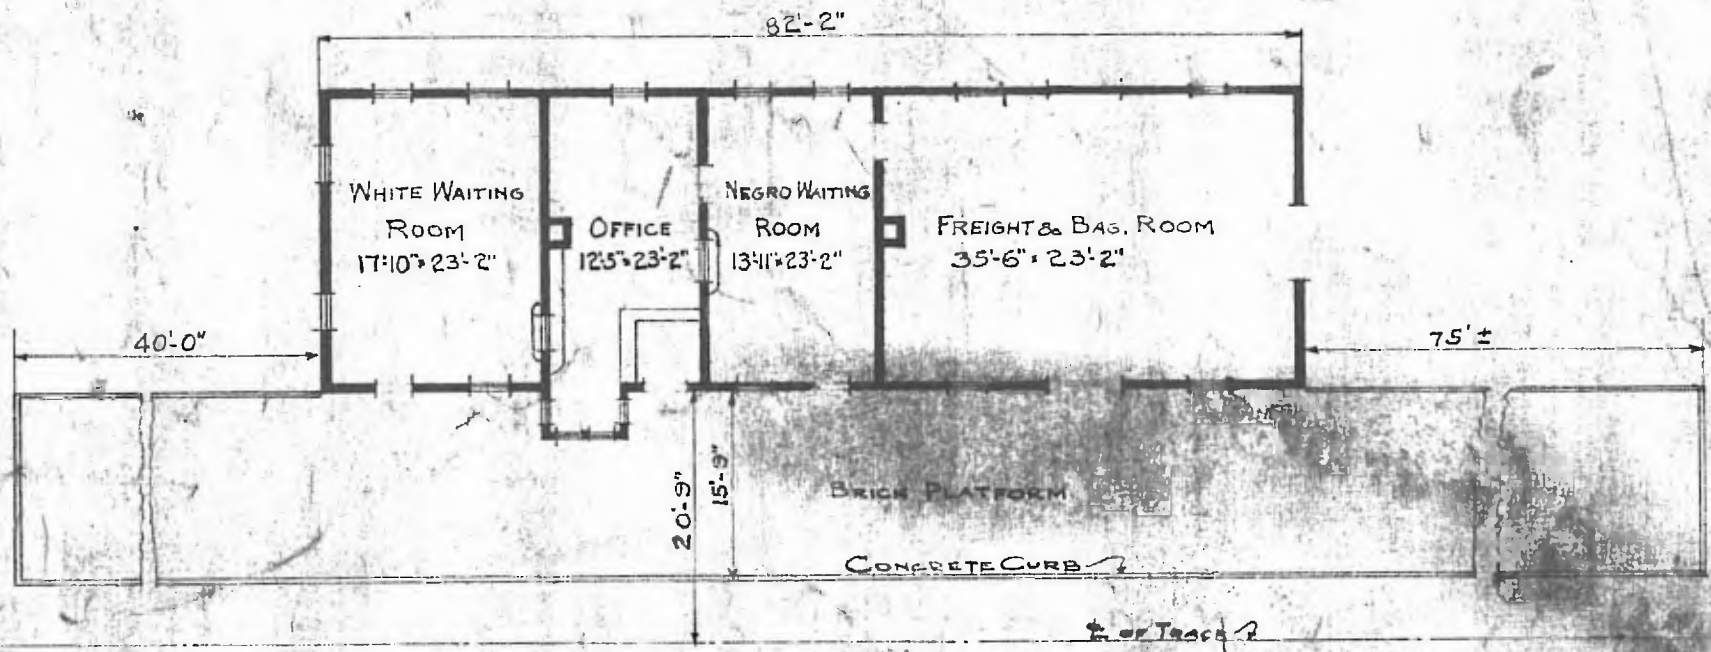 82'-2"
WHITE WAITING
ROOM
17'-10" x 23'-2"
OFFICE
12'-5" x 23'-2"
NEGRO WAITING
ROOM
13'-11" x 23'-2"
FREIGHT & BAG. ROOM
35'-6" x 23'-2"
40'-0"
75' ±
20'-9"
15'-9"
BRICK PLATFORM
CONCRETE CURB
℄ OF TRACK